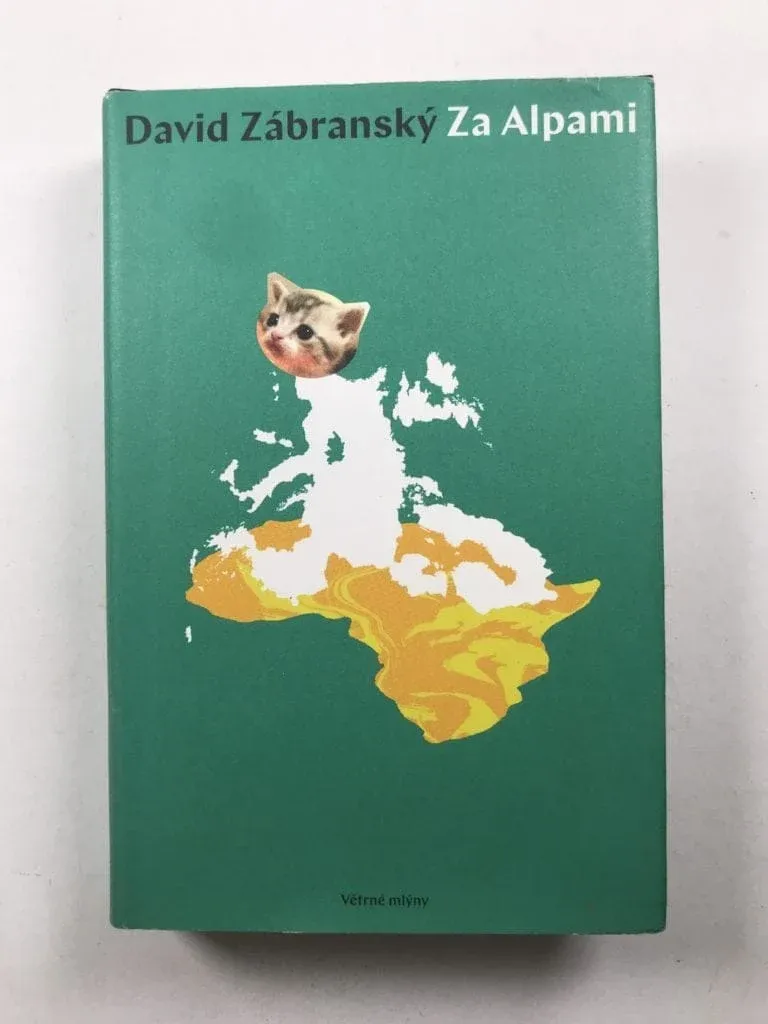 David Zábranský Za Alpami
Větrné mlýny